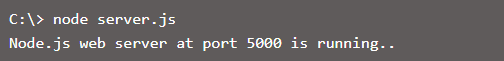 C:\> node server.js
Node.js web server at port 5000 is running..